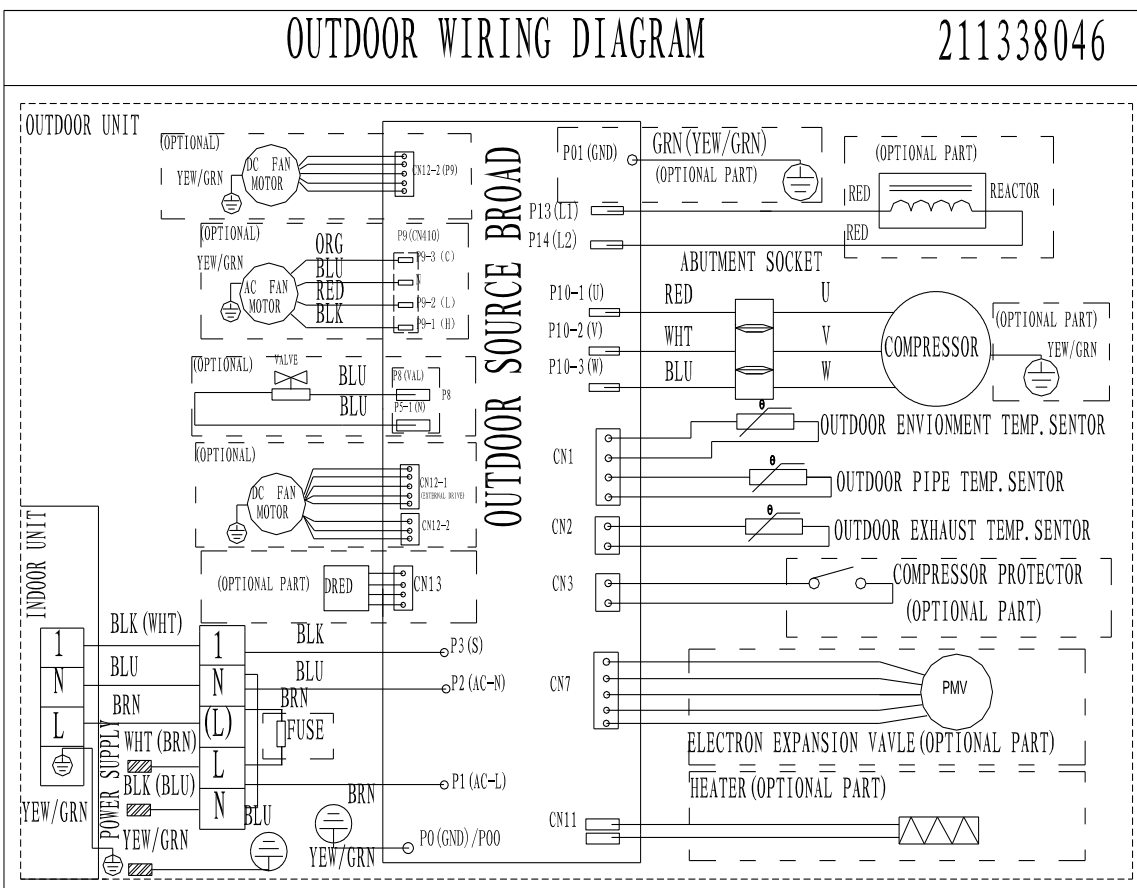 OUTDOOR WIRING DIAGRAM
211338046
OUTDOOR UNIT
(OPTIONAL)
DC FAN
MOTOR
YEW/GRN
CN12-2(P9)
(OPTIONAL)
YEW/GRN
AC FAN
MOTOR
ORG
BLU
RED
BLK
P9(CN410)
P9-3 (C)
N
P9-2 (L)
P9-1 (H)
(OPTIONAL)
VALVE
BLU
BLU
P8(VAL)
P8
P5-1(N)
(OPTIONAL)
DC FAN
MOTOR
CN12-1
(EXTERNAL DRIVE)
CN12-2
(OPTIONAL PART)
DRED
CN13
OUTDOOR SOURCE BROAD
P01(GND)
GRN(YEW/GRN)
(OPTIONAL PART)
(OPTIONAL PART)
RED
REACTOR
RED
P13(L1)
P14(L2)
ABUTMENT SOCKET
P10-1(U)
RED
U
P10-2(V)
WHT
V
P10-3(W)
BLU
W
COMPRESSOR
(OPTIONAL PART)
YEW/GRN
θ
OUTDOOR ENVIONMENT TEMP.SENTOR
CN1
θ
OUTDOOR PIPE TEMP.SENTOR
CN2
θ
OUTDOOR EXHAUST TEMP.SENTOR
CN3
COMPRESSOR PROTECTOR
(OPTIONAL PART)
CN7
PMV
ELECTRON EXPANSION VAVLE(OPTIONAL PART)
HEATER(OPTIONAL PART)
CN11
INDOOR UNIT
1
N
L
YEW/GRN
BLK(WHT)
BLU
BRN
POWER SUPPLY
WHT(BRN)
BLK(BLU)
YEW/GRN
1
N
(L)
L
N
BLK
BLU
BRN
FUSE
BLU
BRN
YEW/GRN
P3(S)
P2(AC-N)
P1(AC-L)
P0(GND)/P00